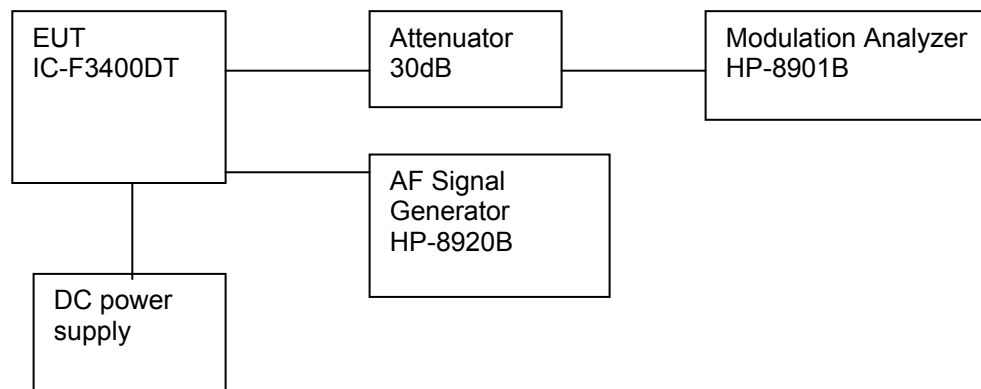 EUT
IC-F3400DT
Attenuator
30dB
Modulation Analyzer
HP-8901B
AF Signal
Generator
HP-8920B
DC power
supply